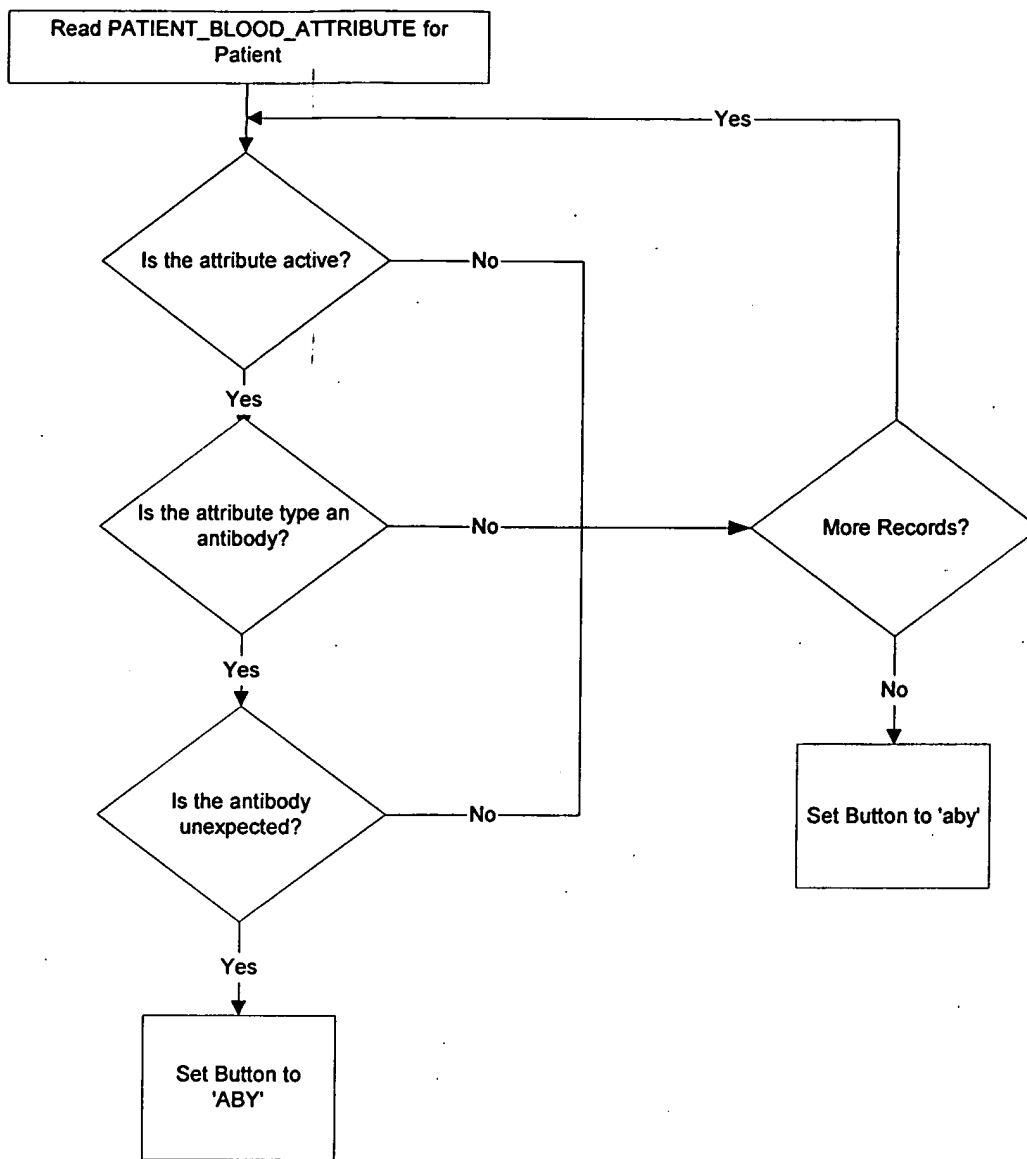 Read PATIENT_BLOOD_ATTRIBUTE for
Patient
Yes
Is the attribute active?
No
Yes
Is the attribute type an
antibody?
No
More Records?
Yes
No
Is the antibody
unexpected?
No
Set Button to 'aby'
Yes
Set Button to
'ABY'